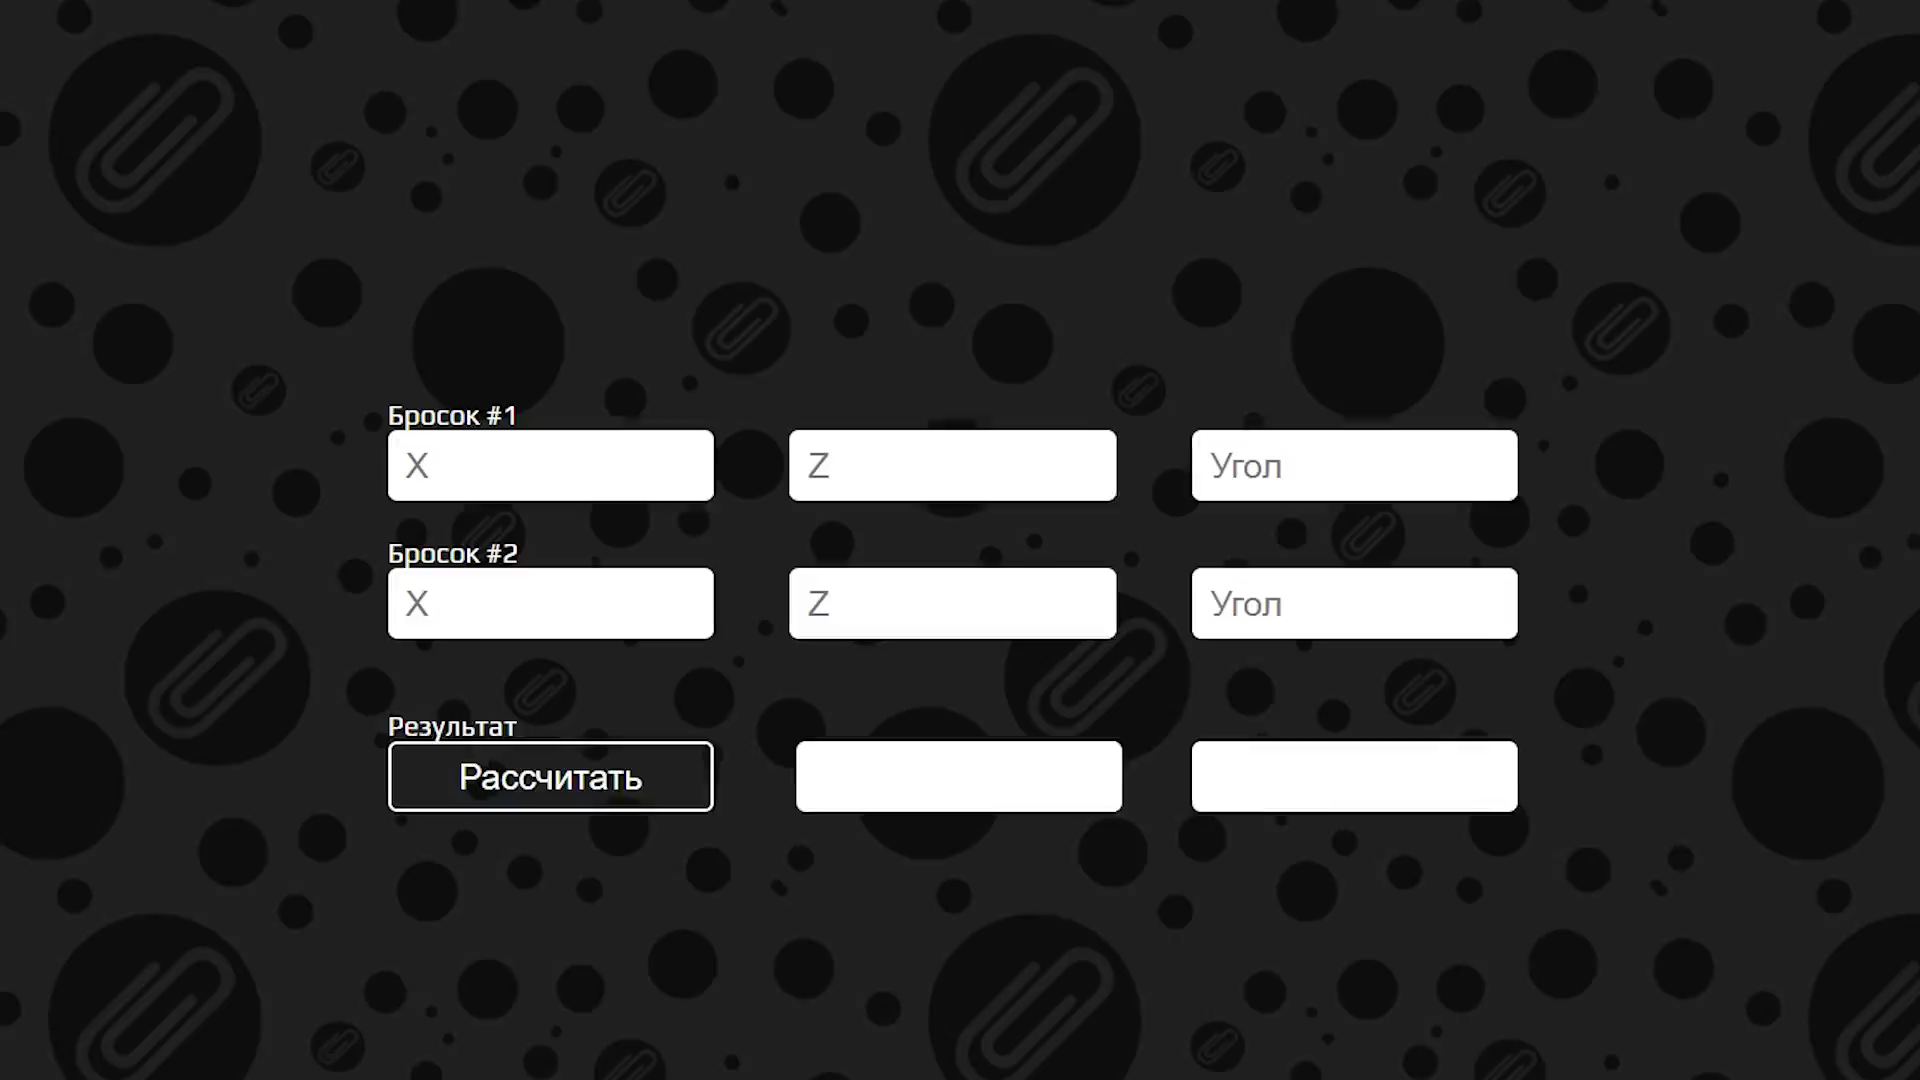 Бросок #1
X Z Угол
Бросок #2
X Z Угол
Результат
Рассчитать